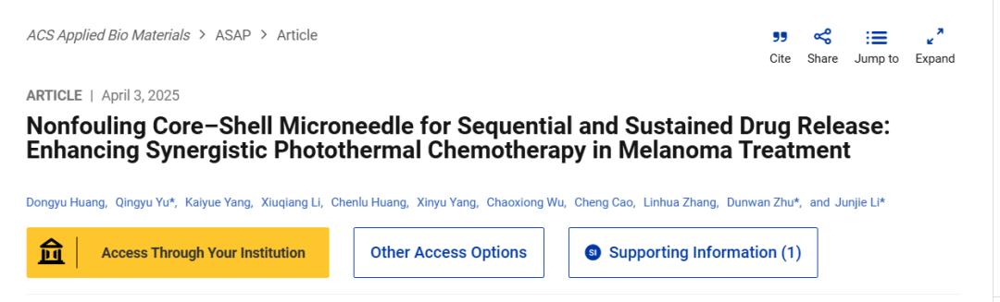 ACS Applied Bio Materials > ASAP > Article
Cite Share Jump to Expand
ARTICLE | April 3, 2025
Nonfouling Core–Shell Microneedle for Sequential and Sustained Drug Release:
Enhancing Synergistic Photothermal Chemotherapy in Melanoma Treatment
Dongyu Huang, Qingyu Yu*, Kaiyue Yang, Xiuqiang Li, Chenlu Huang, Xinyu Yang, Chaoxiong Wu, Cheng Cao, Linhua Zhang, Dunwan Zhu*, and Junjie Li*
Access Through Your Institution
Other Access Options
SI Supporting Information (1)